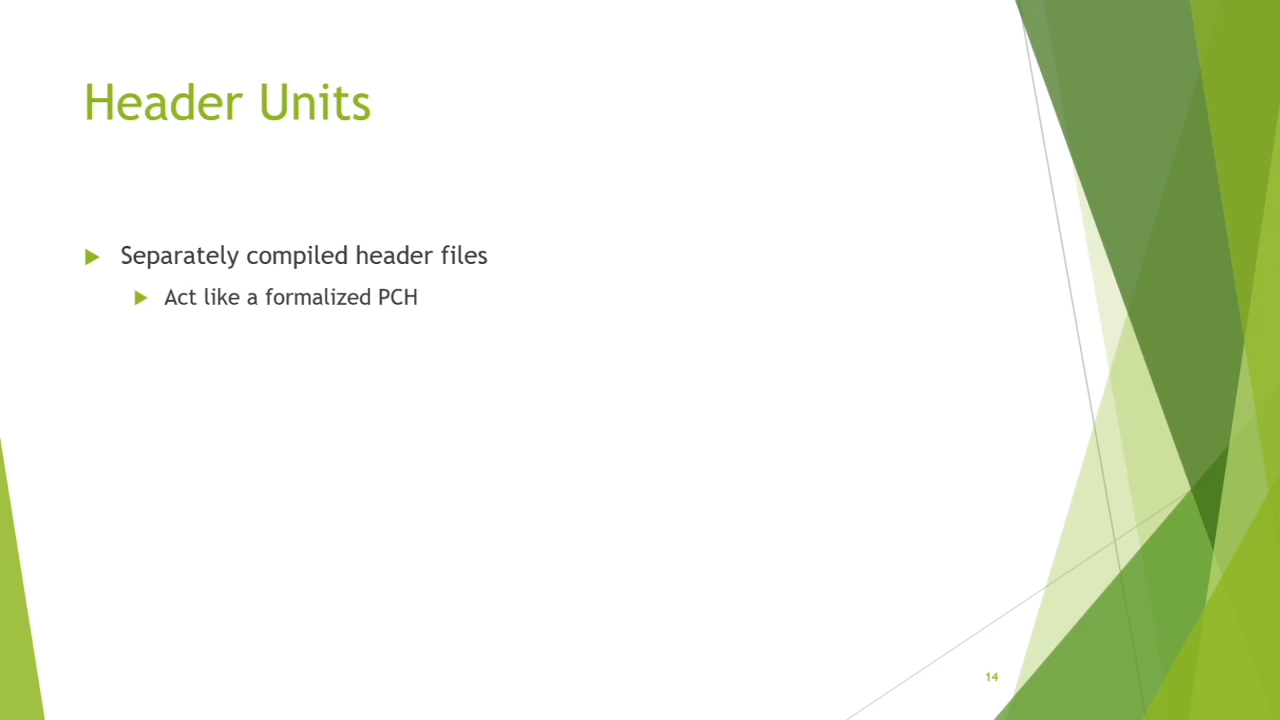 Header Units
Separately compiled header files
Act like a formalized PCH
14